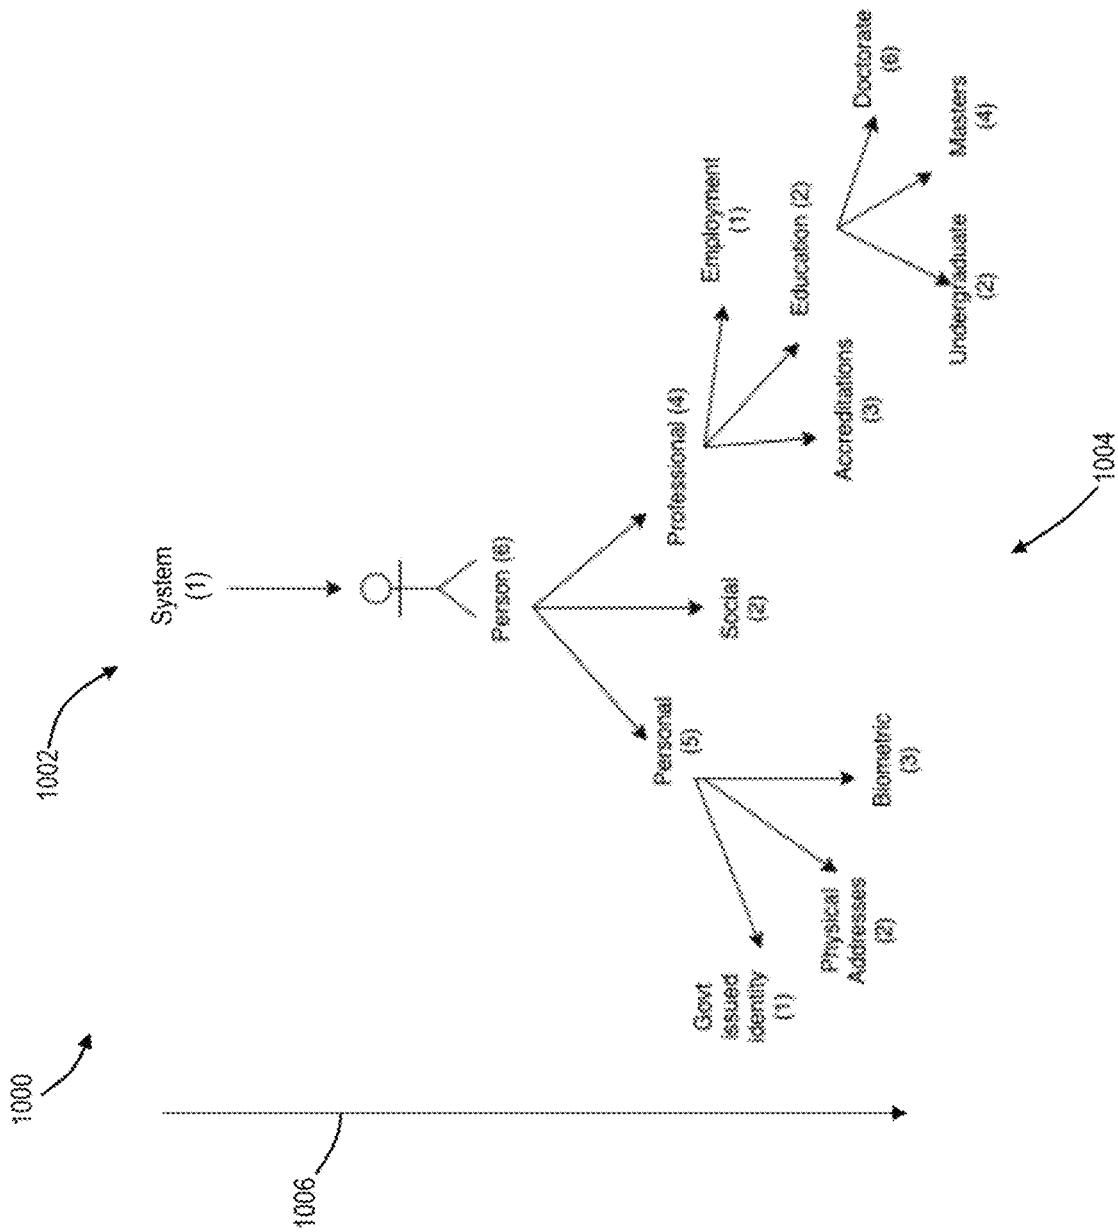 1000
1002
System
(1)
1006
Person (6)
Personal
(5)
Social
(2)
Professional (4)
Govt
issued
identity
(1)
Physical
Addresses
(2)
Biometric
(3)
Accreditations
(3)
Education (2)
Employment
(1)
Undergraduate
(2)
Masters
(4)
Doctorate
(6)
1004